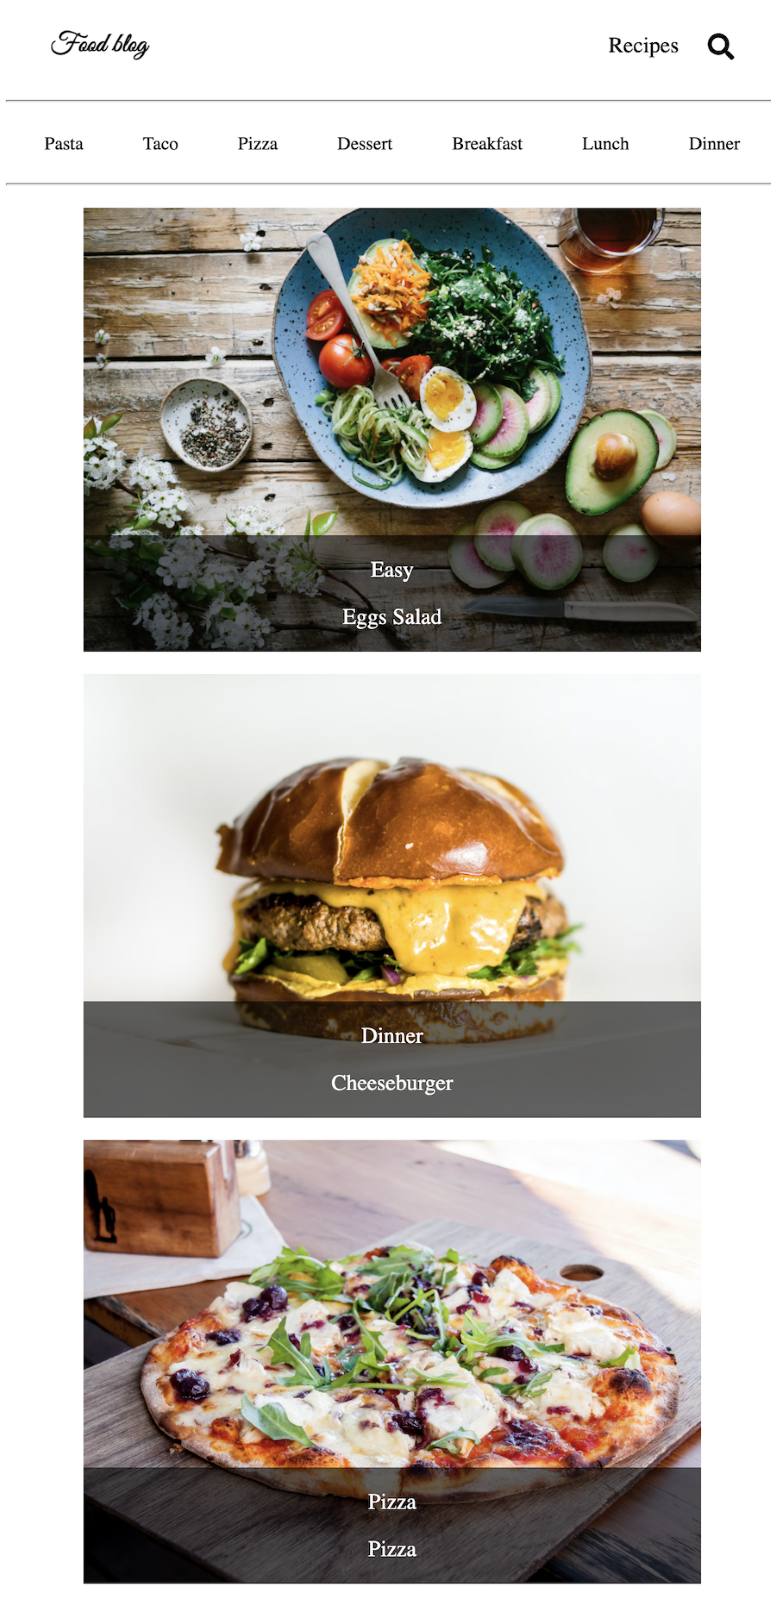 Food blog
Recipes
Pasta Taco Pizza Dessert Breakfast Lunch Dinner
Easy
Eggs Salad
Dinner
Cheeseburger
Pizza
Pizza